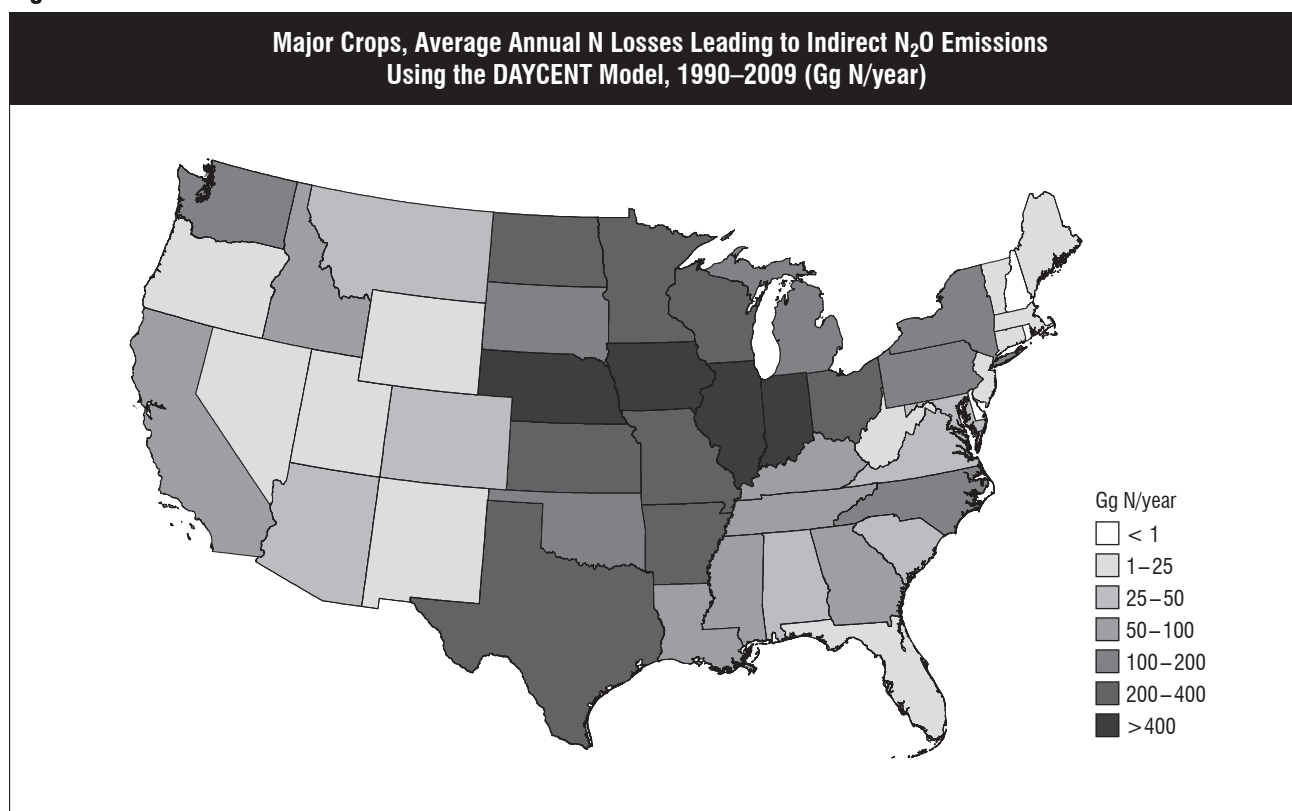 Major Crops, Average Annual N Losses Leading to Indirect N₂O Emissions
Using the DAYCENT Model, 1990–2009 (Gg N/year)
Gg N/year
< 1
1–25
25–50
50–100
100–200
200–400
>400